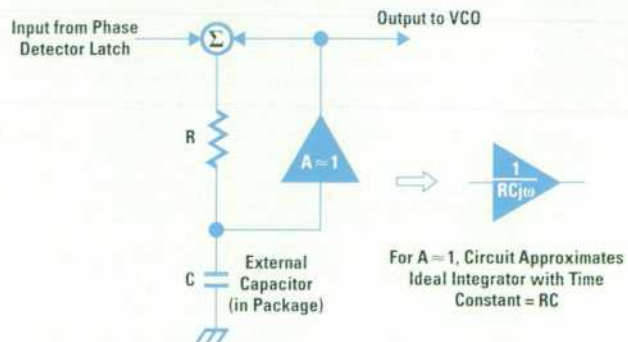 Input from Phase
Detector Latch
Σ
Output to VCO
R
A ≈ 1
1
RCjω
C
External
Capacitor
(in Package)
For A ≈ 1, Circuit Approximates
Ideal Integrator with Time
Constant = RC